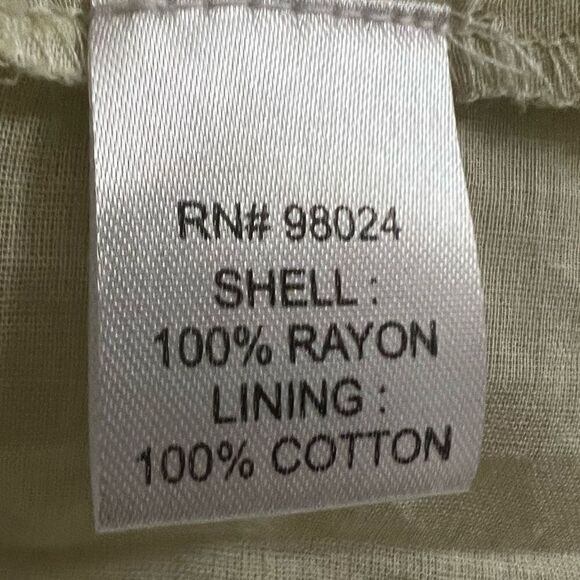 RN# 98024
SHELL :
100% RAYON
LINING :
100% COTTON